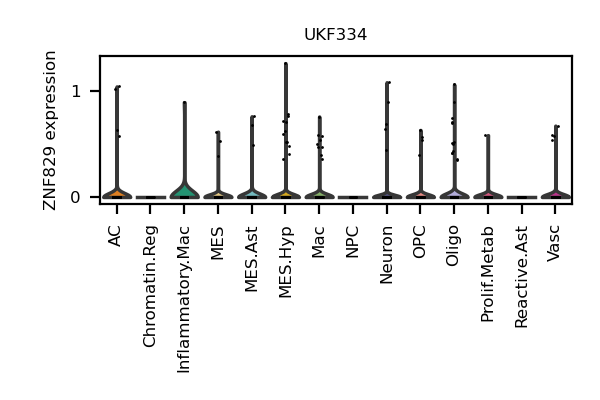 UKF334
ZNF829 expression
1
0
AC
Chromatin.Reg
Inflammatory.Mac
MES
MES.Ast
MES.Hyp
Mac
NPC
Neuron
OPC
Oligo
Prolif.Metab
Reactive.Ast
Vasc